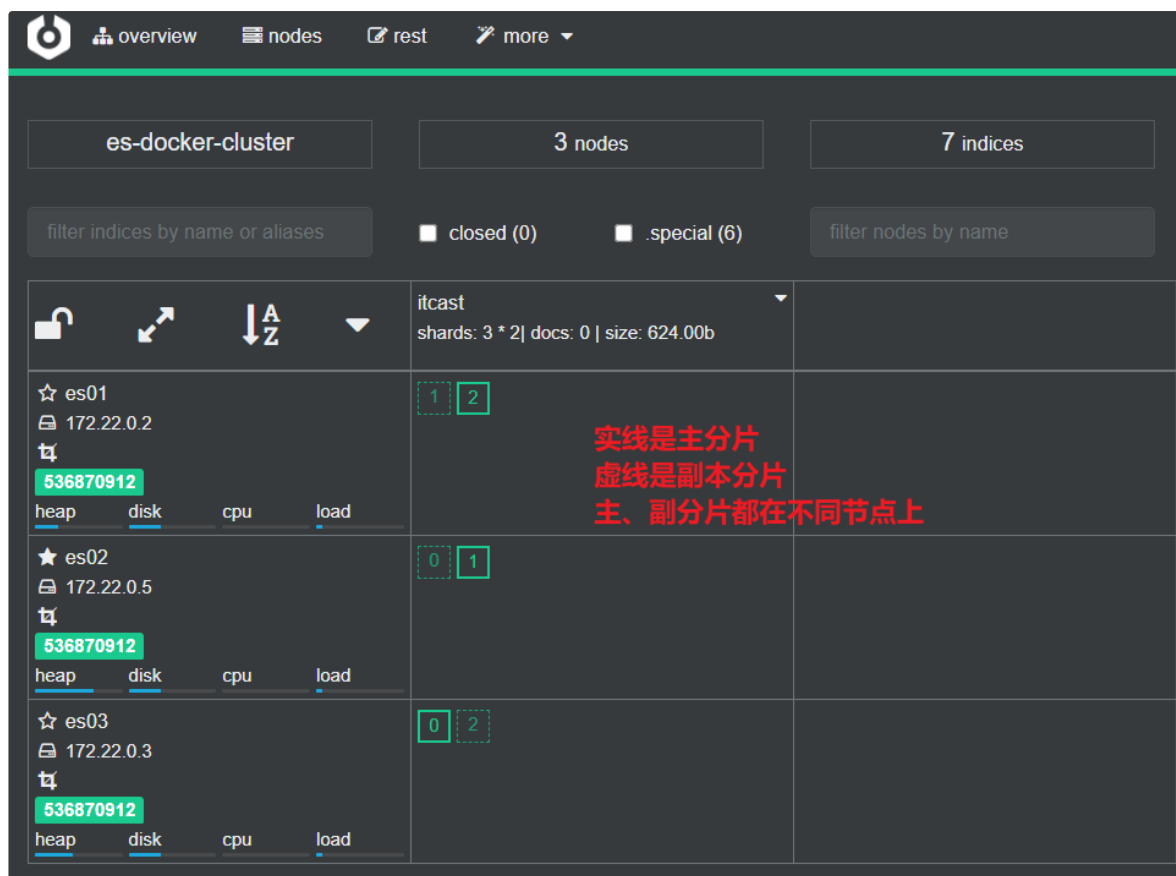 overview nodes rest more
es-docker-cluster 3 nodes 7 indices
filter indices by name or aliases closed (0) .special (6) filter nodes by name
A
Z
itcast
shards: 3 * 2| docs: 0 | size: 624.00b
es01
172.22.0.2
536870912
heap disk cpu load
1 2
实线是主分片
虚线是副本分片
主、副分片都在不同节点上
es02
172.22.0.5
536870912
heap disk cpu load
0 1
es03
172.22.0.3
536870912
heap disk cpu load
0 2